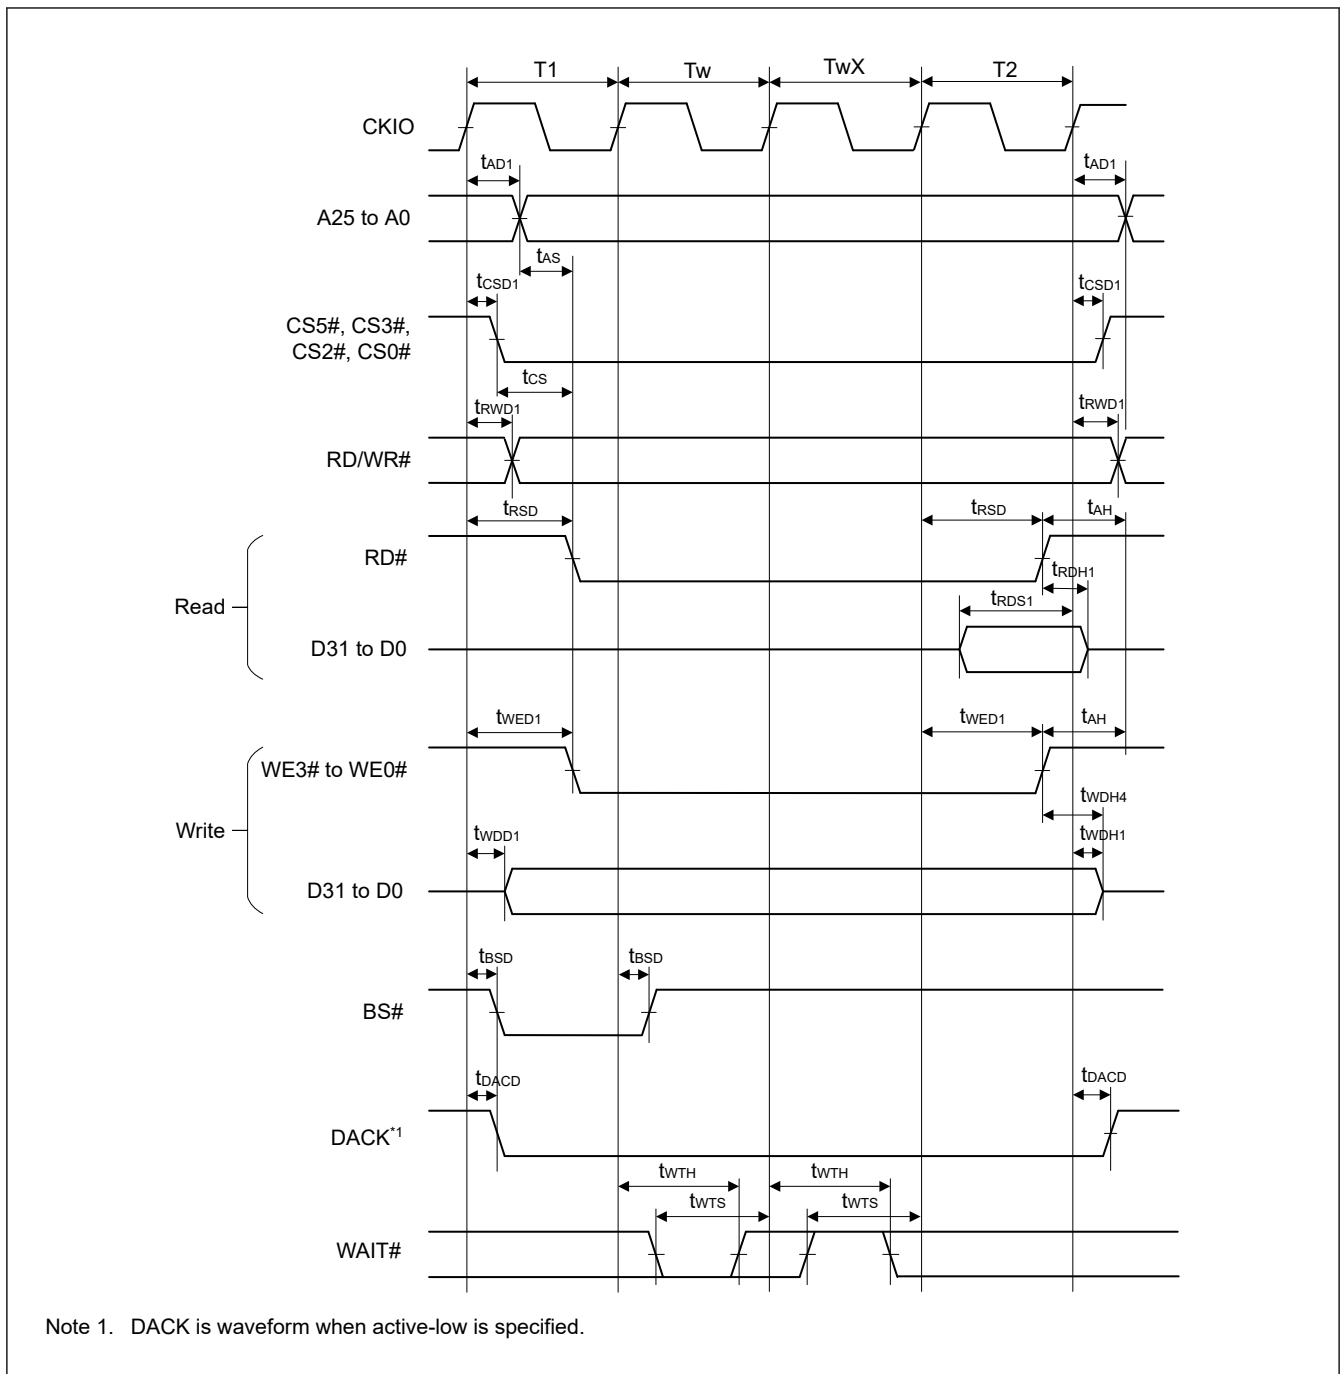 T1 Tw TwX T2
CKIO
tAD1 tAD1
A25 to A0
tAS
tCSD1 tCSD1
CS5#, CS3#,
CS2#, CS0#
tCS
tRWD1 tRWD1
RD/WR#
tRSD tRSD tAH
RD#
tRDH1
Read
tRDS1
D31 to D0
tWED1 tWED1 tAH
WE3# to WE0#
tWDH4
Write
tWDD1 tWDH1
D31 to D0
tBSD tBSD
BS#
tDACD tDACD
DACK*1
tWTH tWTH
tWTS tWTS
WAIT#
Note 1. DACK is waveform when active-low is specified.